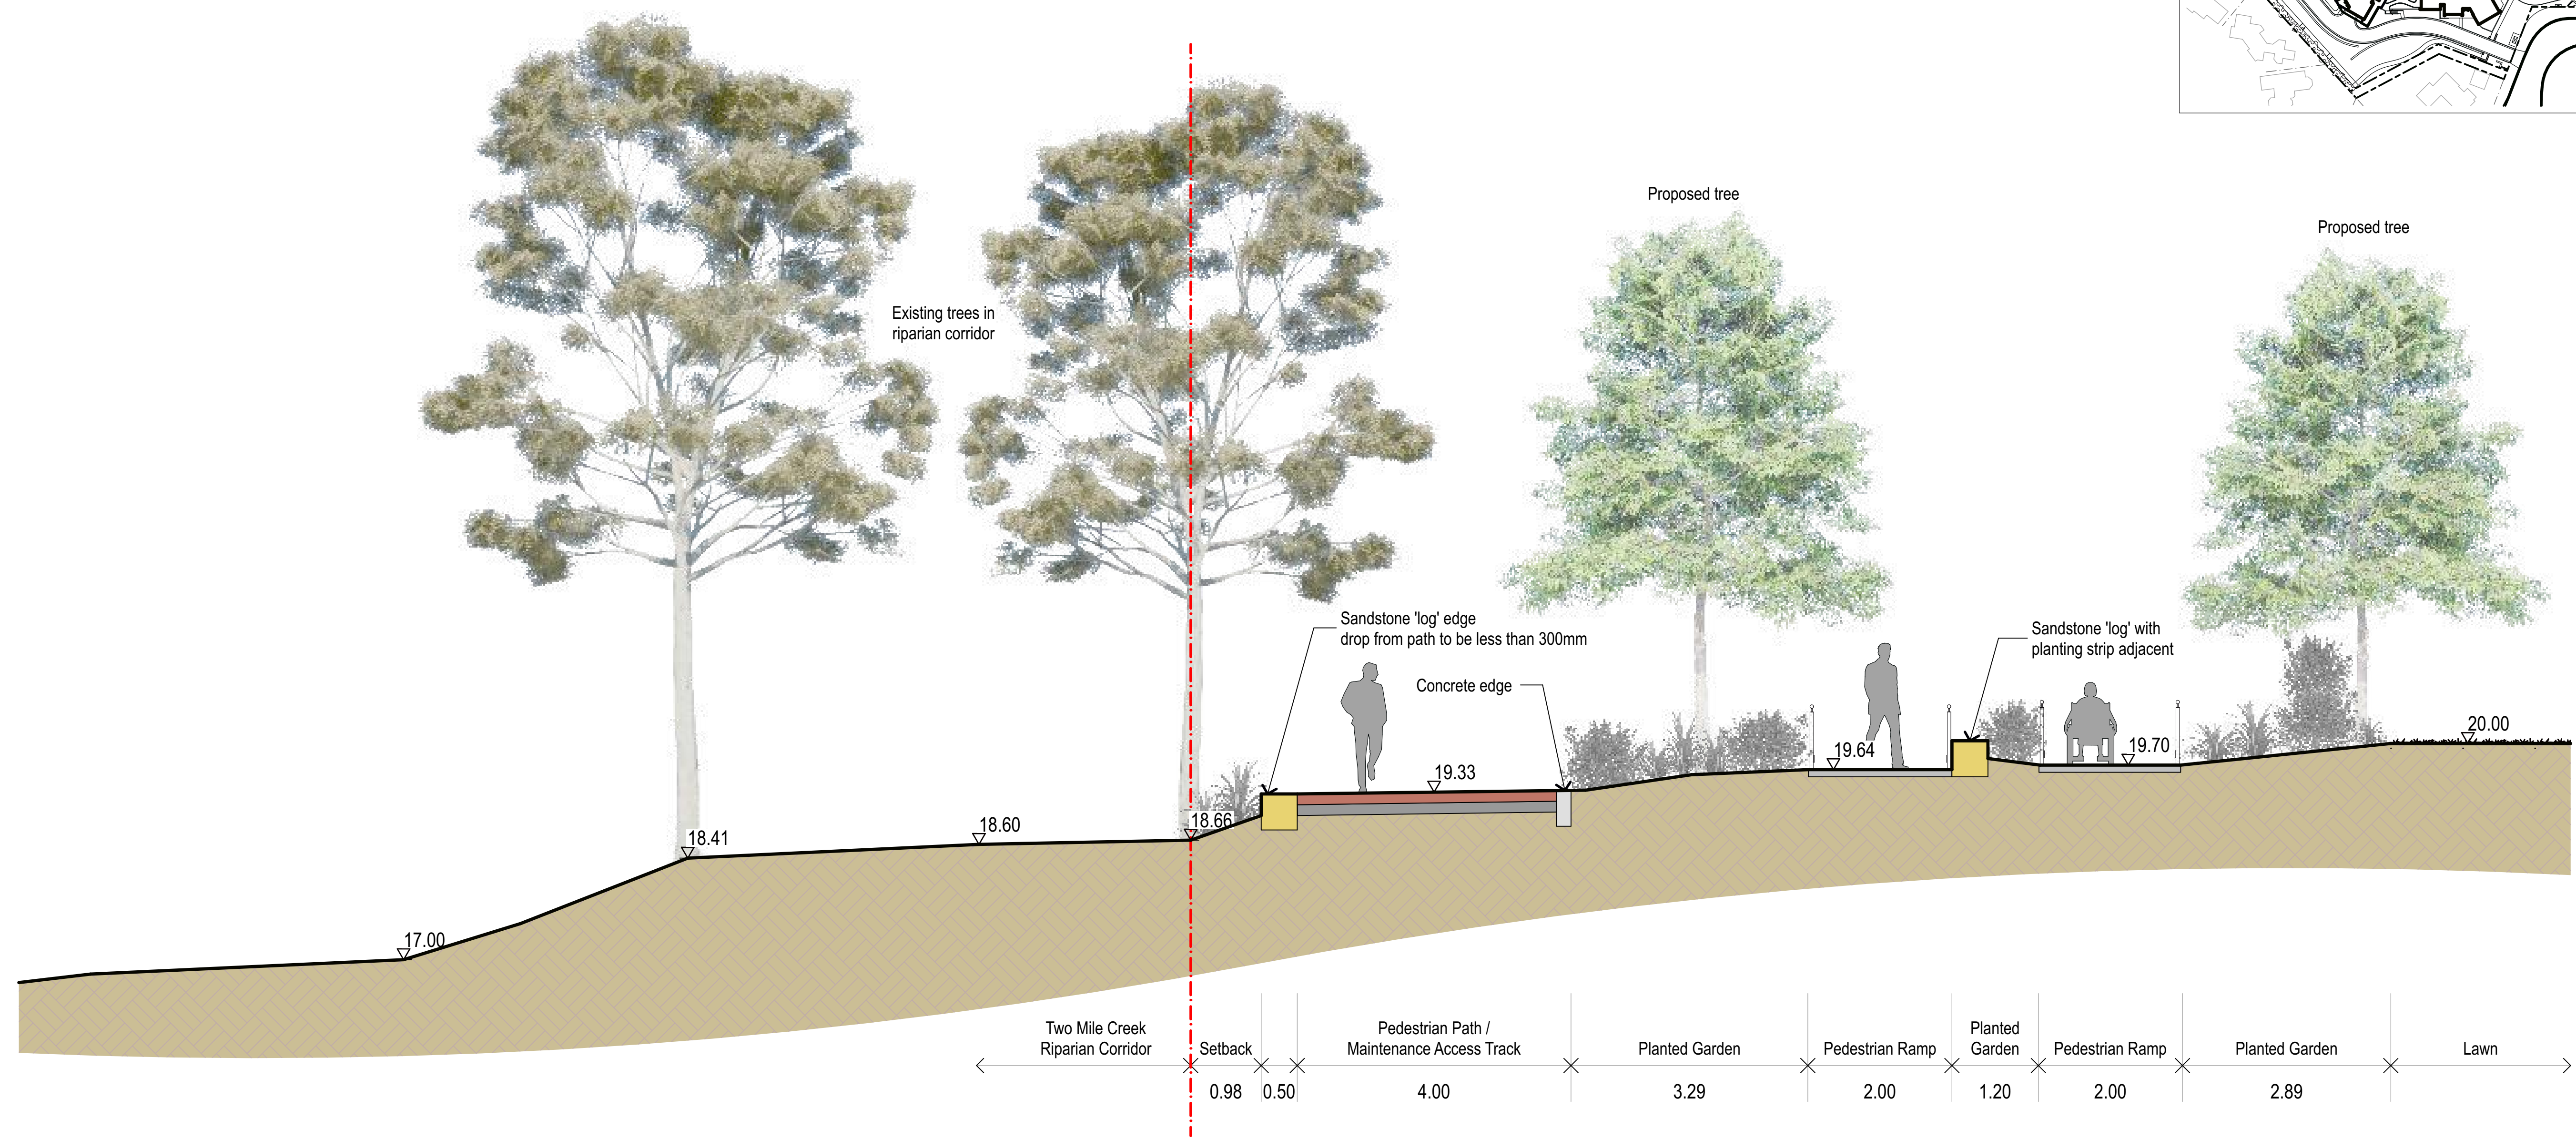 Proposed tree
Proposed tree
Existing trees in
riparian corridor
Sandstone 'log' edge
drop from path to be less than 300mm
Sandstone 'log' with
planting strip adjacent
Concrete edge
20.00
19.64
19.70
19.33
18.66
18.60
18.41
17.00
Two Mile Creek
Riparian Corridor
Setback
Pedestrian Path /
Maintenance Access Track
Planted Garden
Pedestrian Ramp
Planted
Garden
Pedestrian Ramp
Planted Garden
Lawn
0.98
0.50
4.00
3.29
2.00
1.20
2.00
2.89